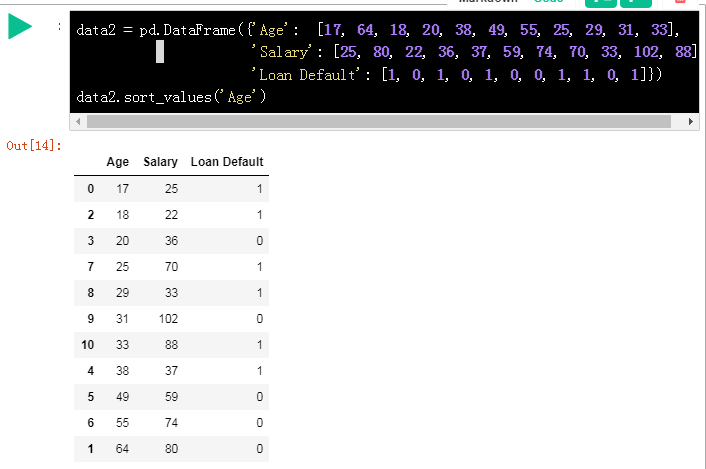 data2 = pd.DataFrame({'Age': [17, 64, 18, 20, 38, 49, 55, 25, 29, 31, 33],
'Salary': [25, 80, 22, 36, 37, 59, 74, 70, 33, 102, 88]
'Loan Default': [1, 0, 1, 0, 1, 0, 0, 1, 1, 0, 1]})
data2.sort_values('Age')
Out[14]:
Age Salary Loan Default
0 17 25 1
2 18 22 1
3 20 36 0
7 25 70 1
8 29 33 1
9 31 102 0
10 33 88 1
4 38 37 1
5 49 59 0
6 55 74 0
1 64 80 0